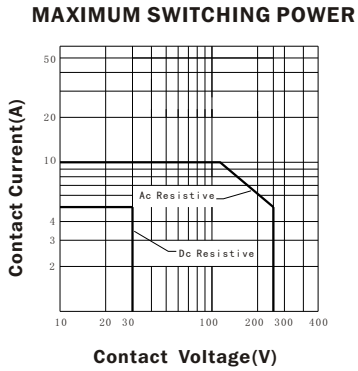 MAXIMUM SWITCHING POWER
Contact Current(A)
50
20
10
4
3
2
Ac Resistive
Dc Resistive
10 20 30 100 200 300 400
Contact Voltage(V)